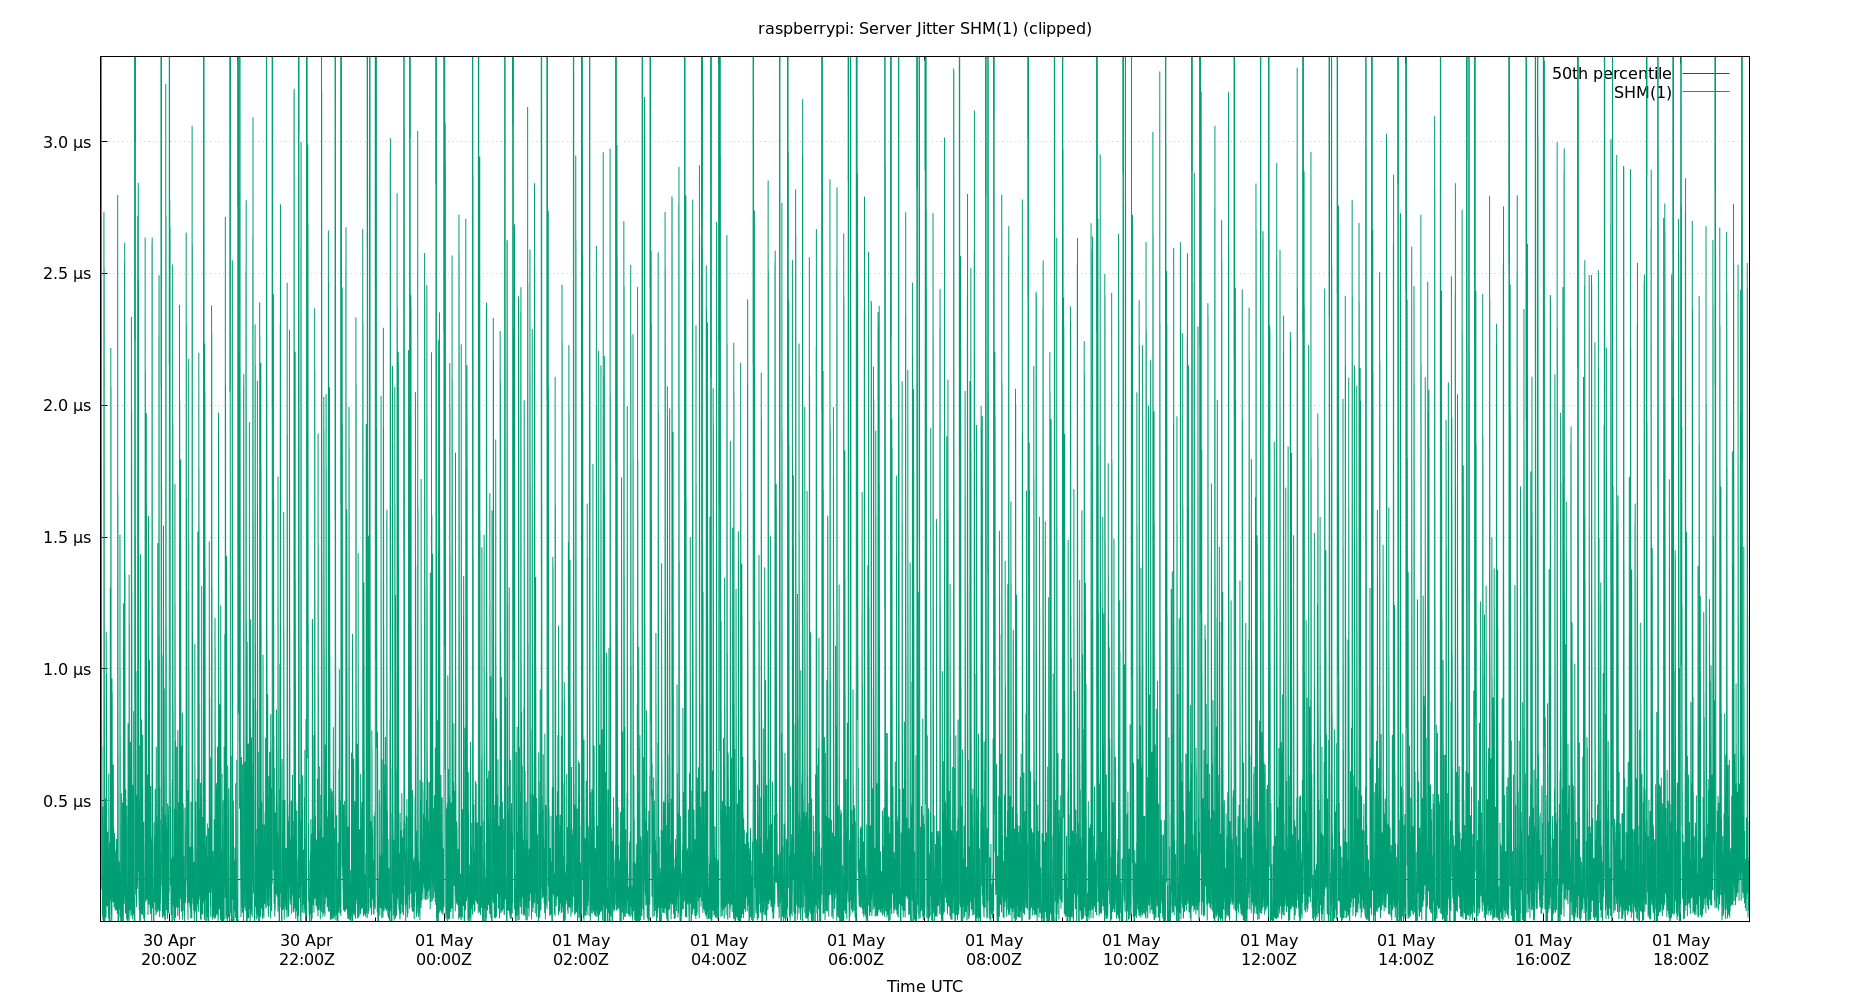 raspberrypi: Server Jitter SHM(1) (clipped)
50th percentile
SHM(1)
3.0 µs
2.5 µs
2.0 µs
1.5 µs
1.0 µs
0.5 µs
30 Apr 30 Apr 01 May 01 May 01 May 01 May 01 May 01 May 01 May 01 May 01 May 01 May
20:00Z 22:00Z 00:00Z 02:00Z 04:00Z 06:00Z 08:00Z 10:00Z 12:00Z 14:00Z 16:00Z 18:00Z
Time UTC